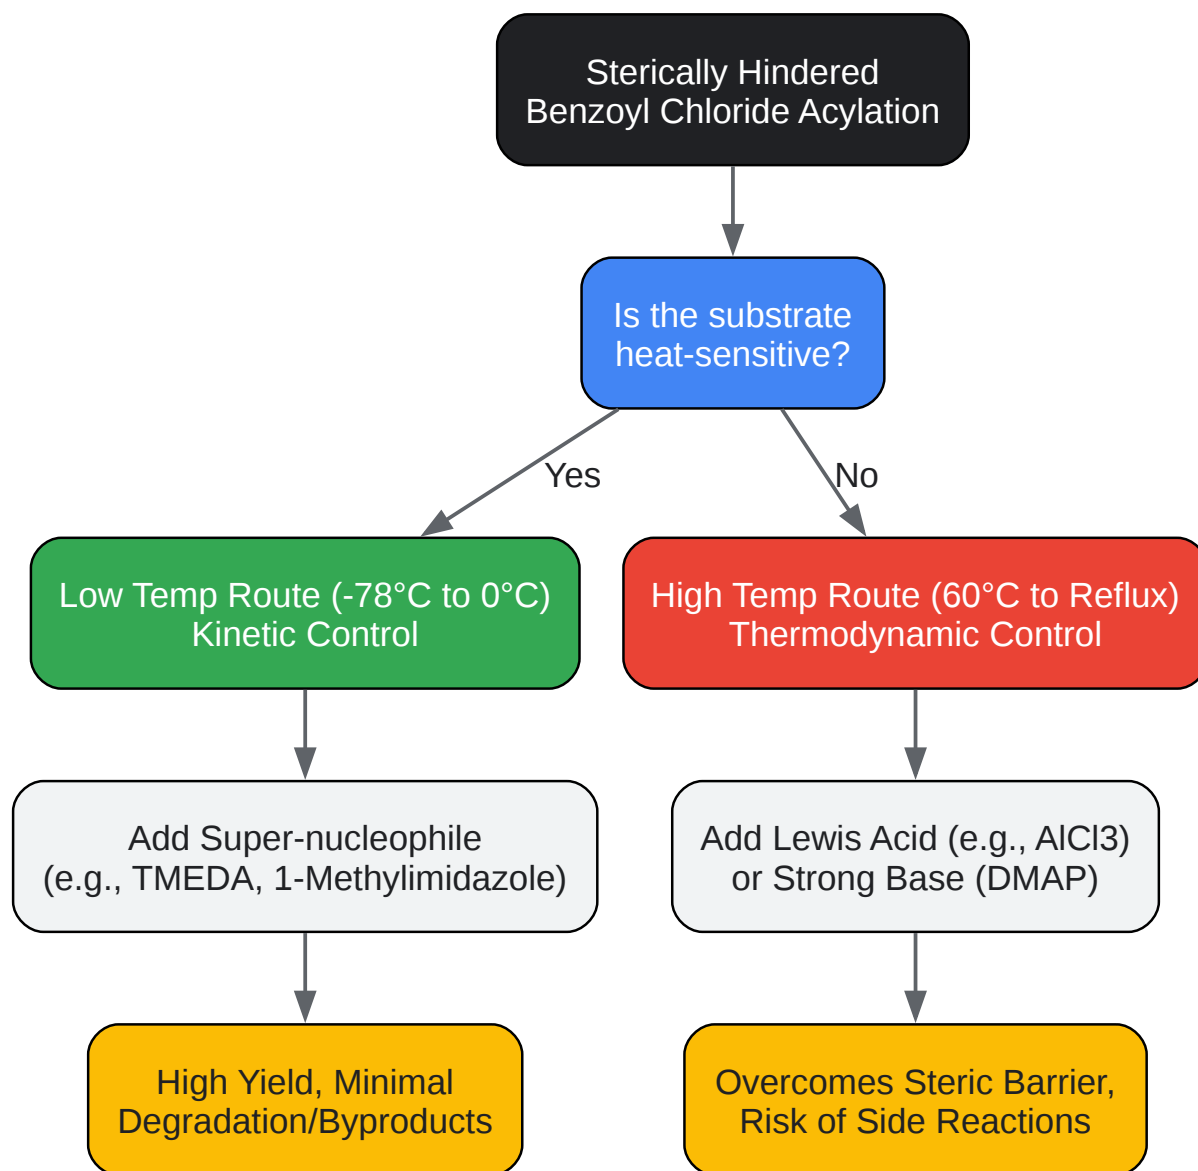 Sterically Hindered
Benzoyl Chloride Acylation
Is the substrate
heat-sensitive?
Yes
No
Low Temp Route (-78°C to 0°C)
Kinetic Control
High Temp Route (60°C to Reflux)
Thermodynamic Control
Add Super-nucleophile
(e.g., TMEDA, 1-Methylimidazole)
Add Lewis Acid (e.g., AlCl3)
or Strong Base (DMAP)
High Yield, Minimal
Degradation/Byproducts
Overcomes Steric Barrier,
Risk of Side Reactions